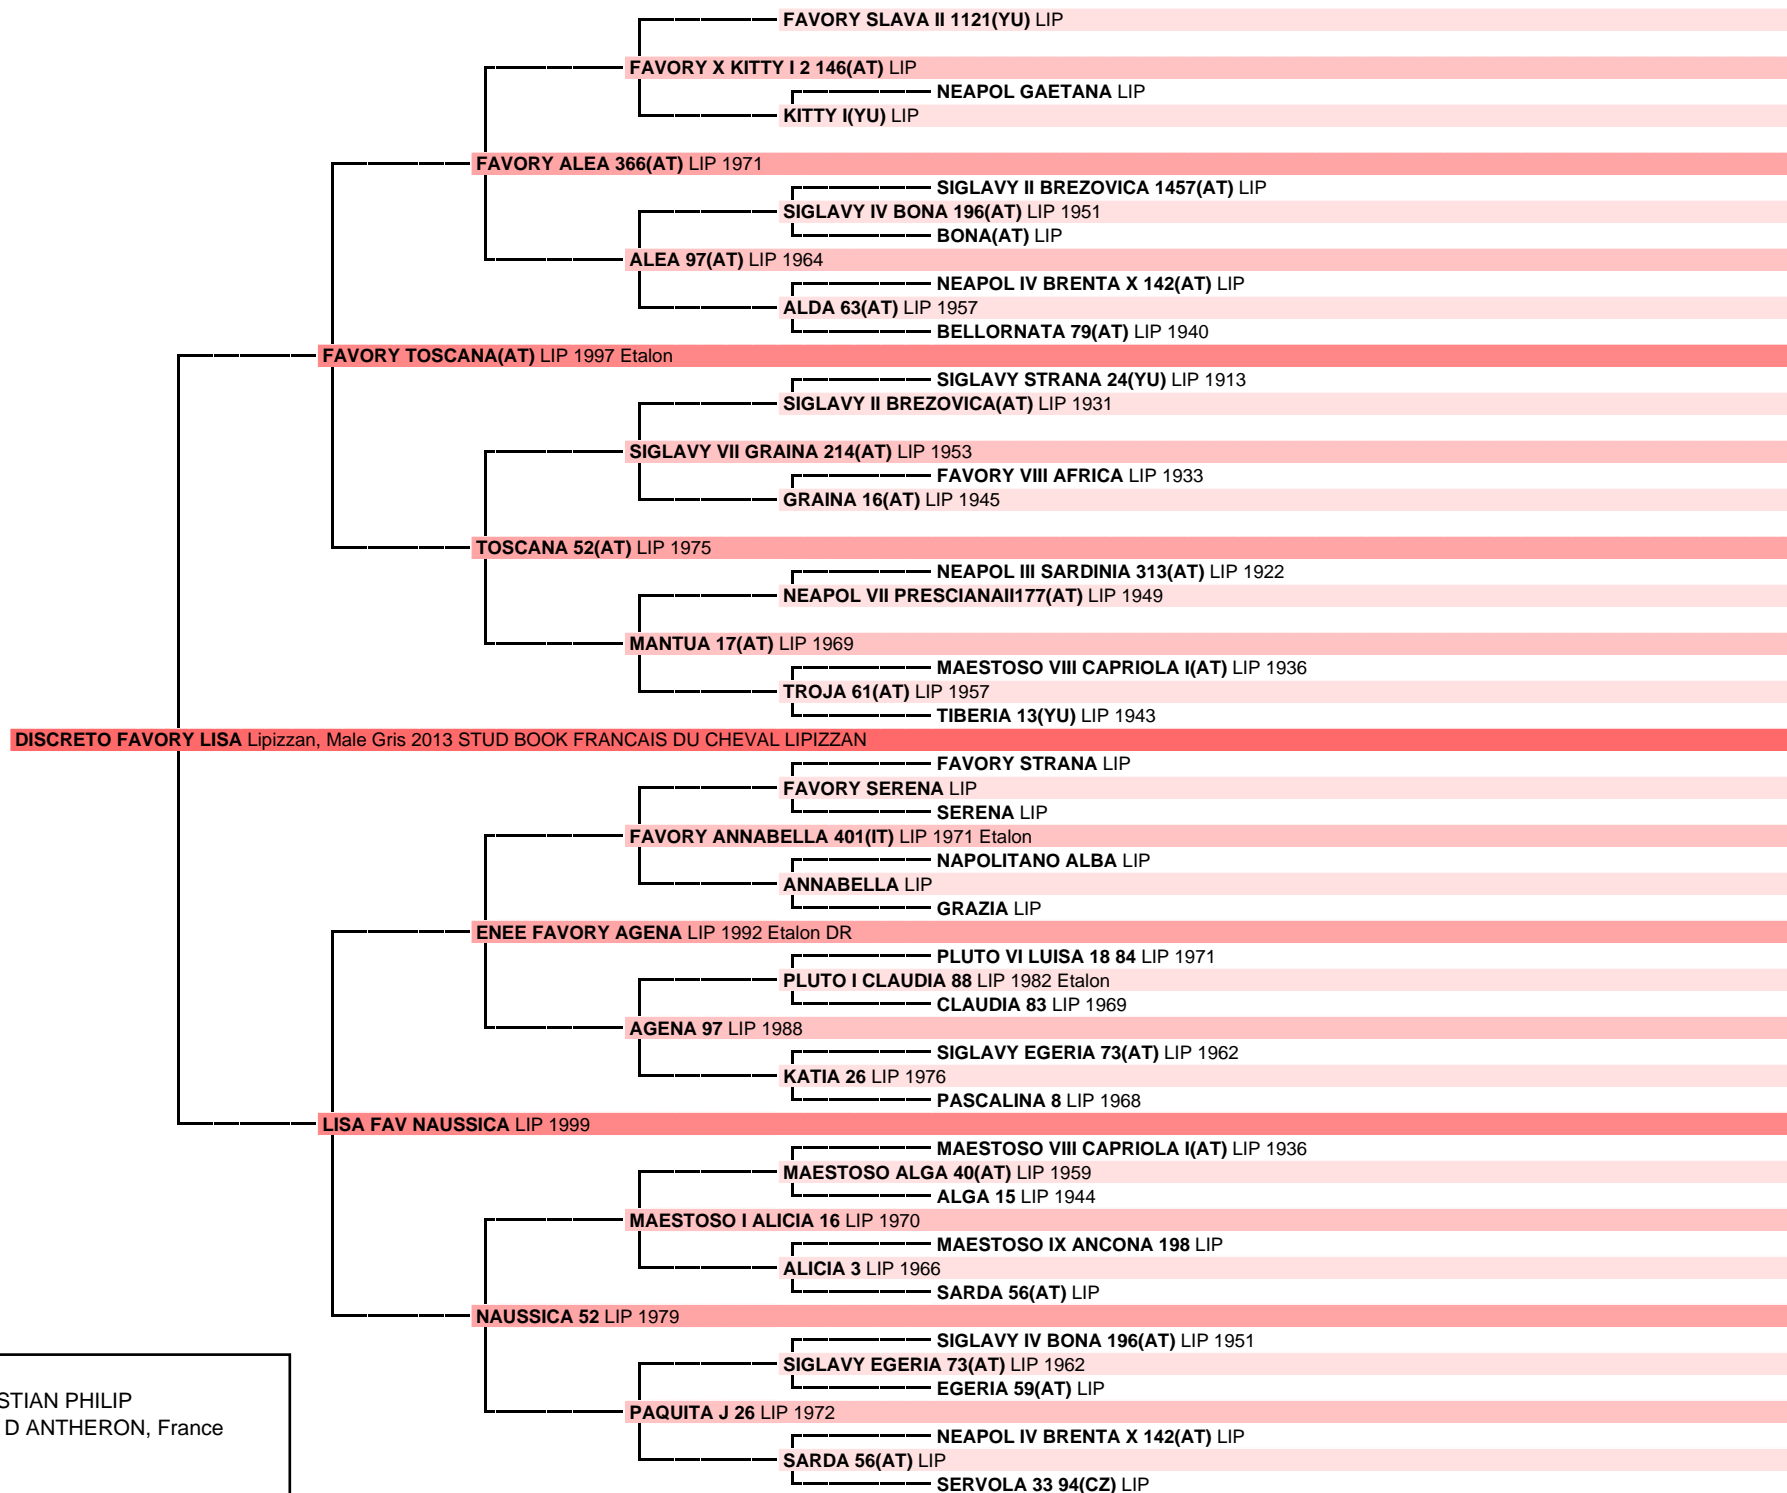 FAVORY SLAVA II 1121(YU) LIP
FAVORY X KITTY I 2 146(AT) LIP
NEAPOL GAETANA LIP
KITTY I(YU) LIP
FAVORY ALEA 366(AT) LIP 1971
SIGLAVY II BREZOVICA 1457(AT) LIP
SIGLAVY IV BONA 196(AT) LIP 1951
BONA(AT) LIP
ALEA 97(AT) LIP 1964
NEAPOL IV BRENTA X 142(AT) LIP
ALDA 63(AT) LIP 1957
BELLORNATA 79(AT) LIP 1940
FAVORY TOSCANA(AT) LIP 1997 Etalon
SIGLAVY STRANA 24(YU) LIP 1913
SIGLAVY II BREZOVICA(AT) LIP 1931
SIGLAVY VII GRAINA 214(AT) LIP 1953
FAVORY VIII AFRICA LIP 1933
GRAINA 16(AT) LIP 1945
TOSCANA 52(AT) LIP 1975
NEAPOL III SARDINIA 313(AT) LIP 1922
NEAPOL VII PRESCIANAII177(AT) LIP 1949
MANTUA 17(AT) LIP 1969
MAESTOSO VIII CAPRIOLA I(AT) LIP 1936
TROJA 61(AT) LIP 1957
TIBERIA 13(YU) LIP 1943
DISCRETO FAVORY LISA Lipizzan, Male Gris 2013 STUD BOOK FRANCAIS DU CHEVAL LIPIZZAN
FAVORY STRANA LIP
FAVORY SERENA LIP
SERENA LIP
FAVORY ANNABELLA 401(IT) LIP 1971 Etalon
NAPOLITANO ALBA LIP
ANNABELLA LIP
GRAZIA LIP
ENEE FAVORY AGENA LIP 1992 Etalon DR
PLUTO VI LUISA 18 84 LIP 1971
PLUTO I CLAUDIA 88 LIP 1982 Etalon
CLAUDIA 83 LIP 1969
AGENA 97 LIP 1988
SIGLAVY EGERIA 73(AT) LIP 1962
KATIA 26 LIP 1976
PASCALINA 8 LIP 1968
LISA FAV NAUSSICA LIP 1999
MAESTOSO VIII CAPRIOLA I(AT) LIP 1936
MAESTOSO ALGA 40(AT) LIP 1959
ALGA 15 LIP 1944
MAESTOSO I ALICIA 16 LIP 1970
MAESTOSO IX ANCONA 198 LIP
ALICIA 3 LIP 1966
SARDA 56(AT) LIP
NAUSSICA 52 LIP 1979
SIGLAVY IV BONA 196(AT) LIP 1951
SIGLAVY EGERIA 73(AT) LIP 1962
EGERIA 59(AT) LIP
PAQUITA J 26 LIP 1972
NEAPOL IV BRENTA X 142(AT) LIP
SARDA 56(AT) LIP
SERVOLA 33 94(CZ) LIP
STIAN PHILIP
D ANTHERON, France